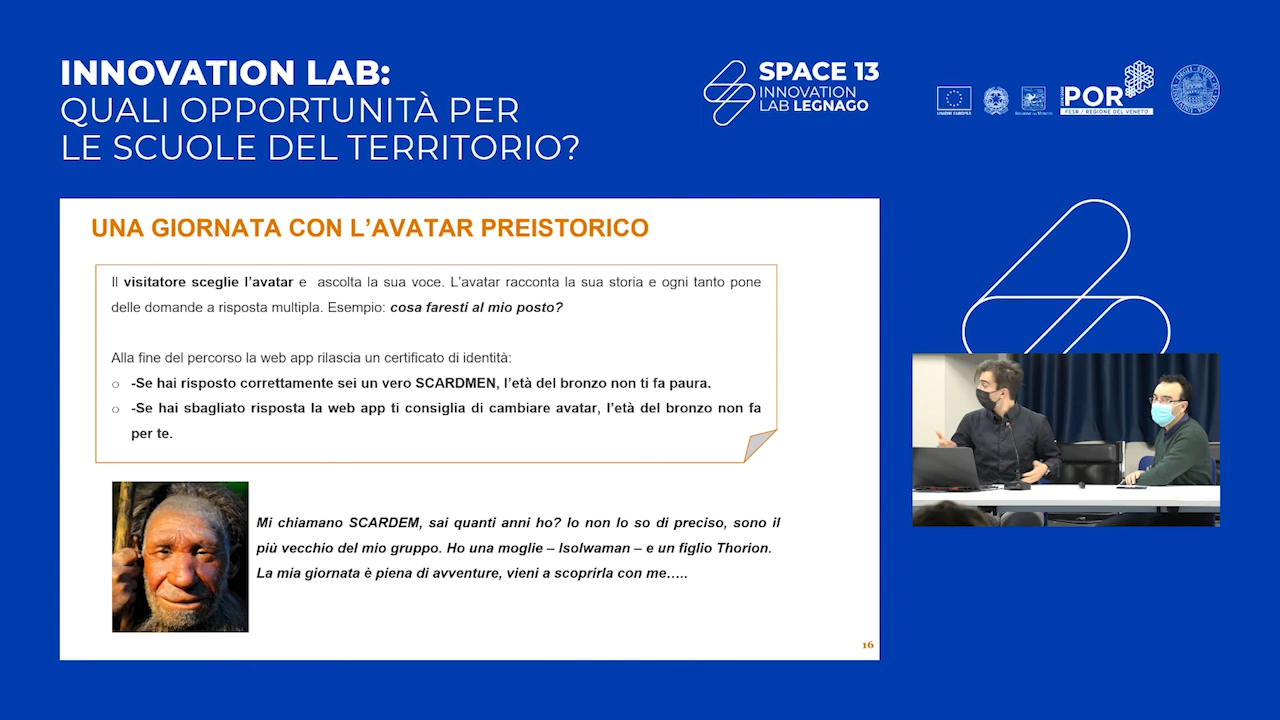 INNOVATION LAB:
QUALI OPPORTUNITÀ PER
LE SCUOLE DEL TERRITORIO?
SPACE 13
INNOVATION
LAB LEGNAGO
UNIONE EUROPEA
POR
FESR / REGIONE DEL VENETO
UNA GIORNATA CON L'AVATAR PREISTORICO
Il visitatore sceglie l'avatar e ascolta la sua voce. L'avatar racconta la sua storia e ogni tanto pone
delle domande a risposta multipla. Esempio: cosa faresti al mio posto?
Alla fine del percorso la web app rilascia un certificato di identità:
o -Se hai risposto correttamente sei un vero SCARDMEN, l'età del bronzo non ti fa paura.
o -Se hai sbagliato risposta la web app ti consiglia di cambiare avatar, l'età del bronzo non fa
per te.
Mi chiamano SCARDEM, sai quanti anni ho? Io non lo so di preciso, sono il
più vecchio del mio gruppo. Ho una moglie – Isolwaman – e un figlio Thorion.
La mia giornata è piena di avventure, vieni a scoprirla con me…..
16